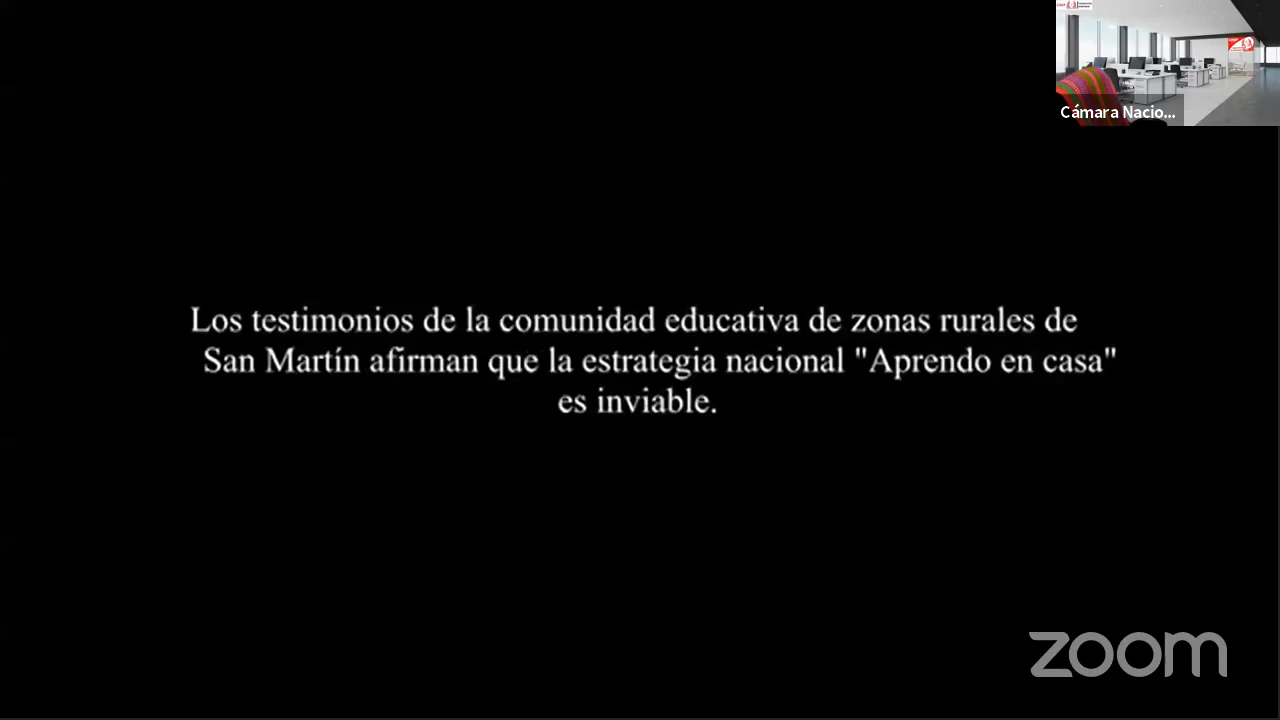 Cámara Nacio...
Los testimonios de la comunidad educativa de zonas rurales de
San Martín afirman que la estrategia nacional "Aprendo en casa"
es inviable.
zoom